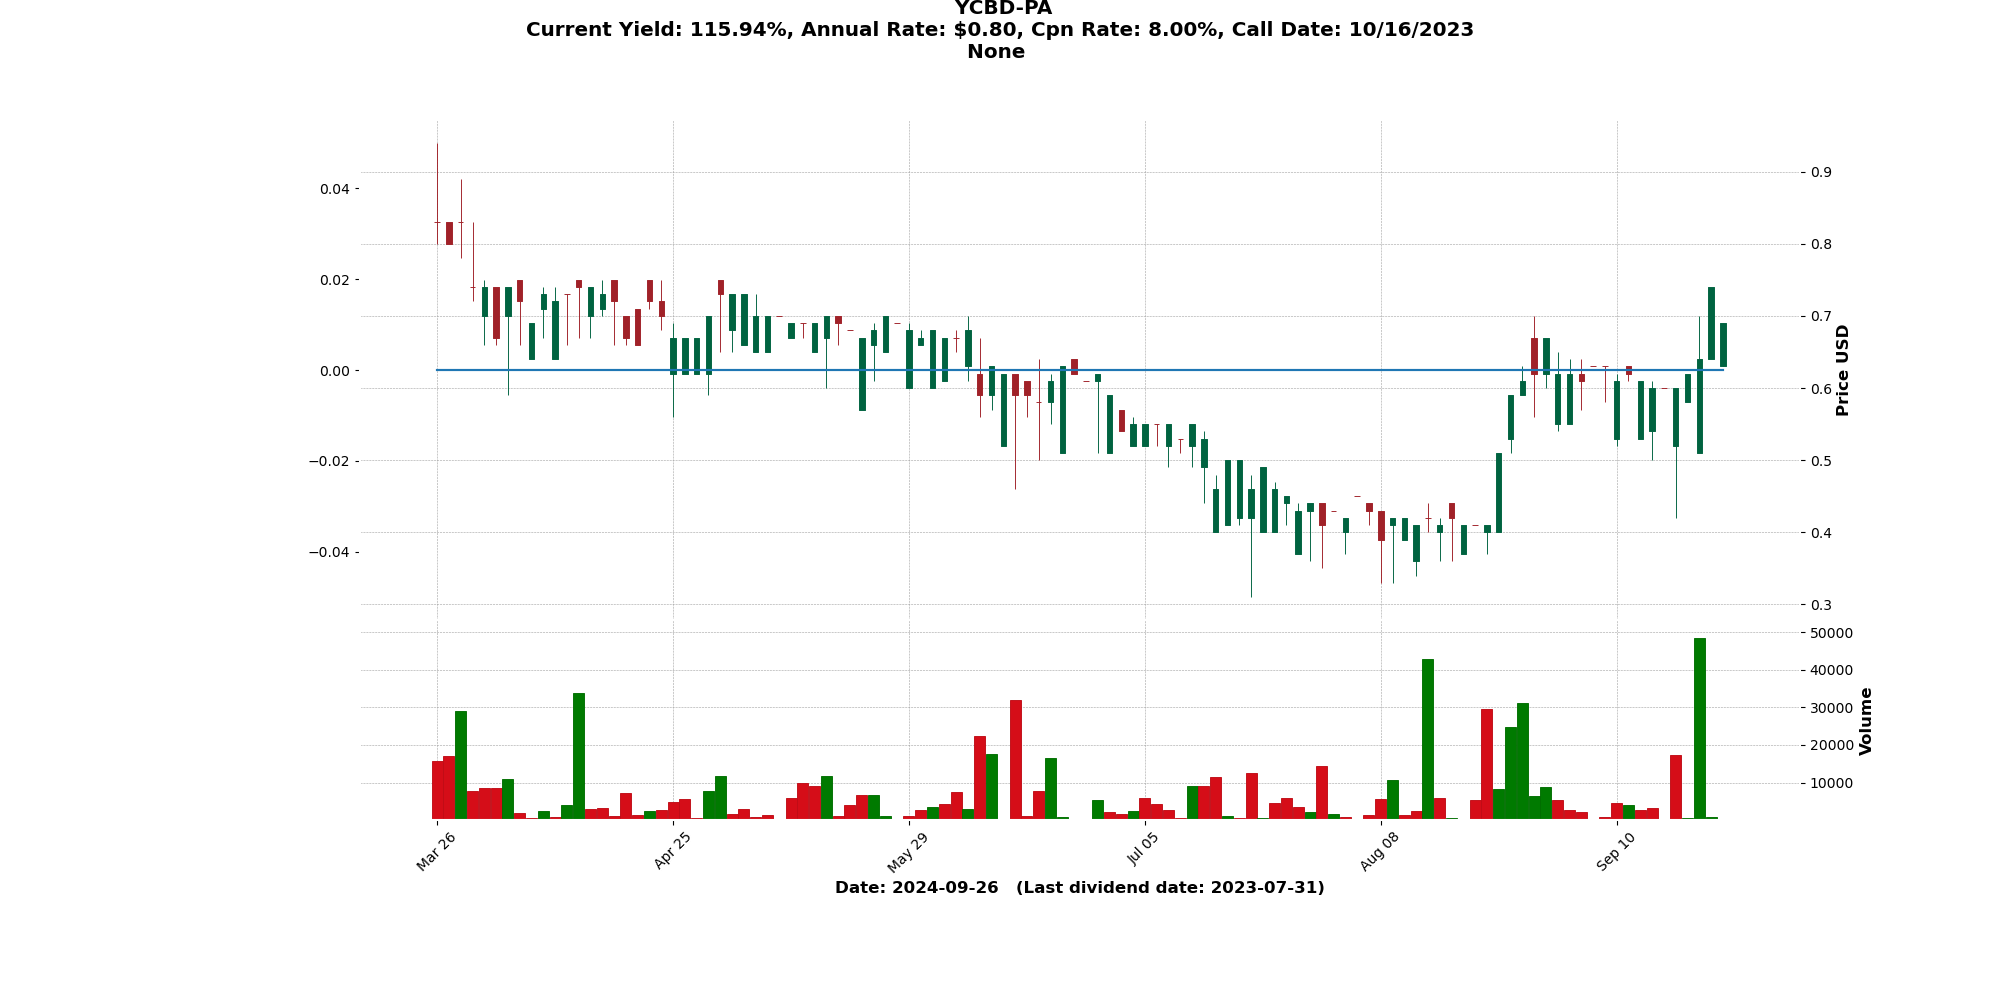 YCBD-PA
Current Yield: 115.94%, Annual Rate: $0.80, Cpn Rate: 8.00%, Call Date: 10/16/2023
None
0.04
0.02
0.00
−0.02
−0.04
0.9
0.8
0.7
0.6
0.5
0.4
0.3
Price USD
50000
40000
30000
20000
10000
Volume
Mar 26
Apr 25
May 29
Jul 05
Aug 08
Sep 10
Date: 2024-09-26 (Last dividend date: 2023-07-31)